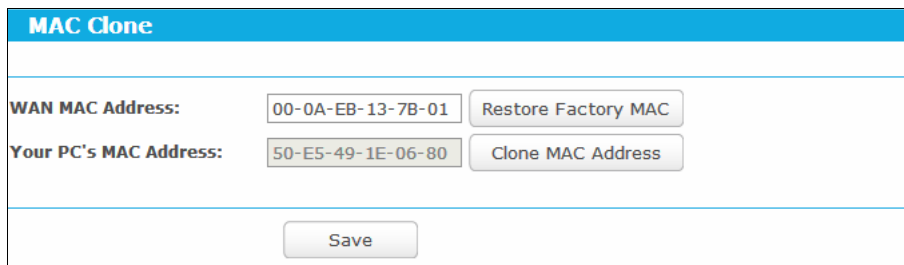 MAC Clone
WAN MAC Address: 00-0A-EB-13-7B-01 Restore Factory MAC
Your PC's MAC Address: 50-E5-49-1E-06-80 Clone MAC Address
Save